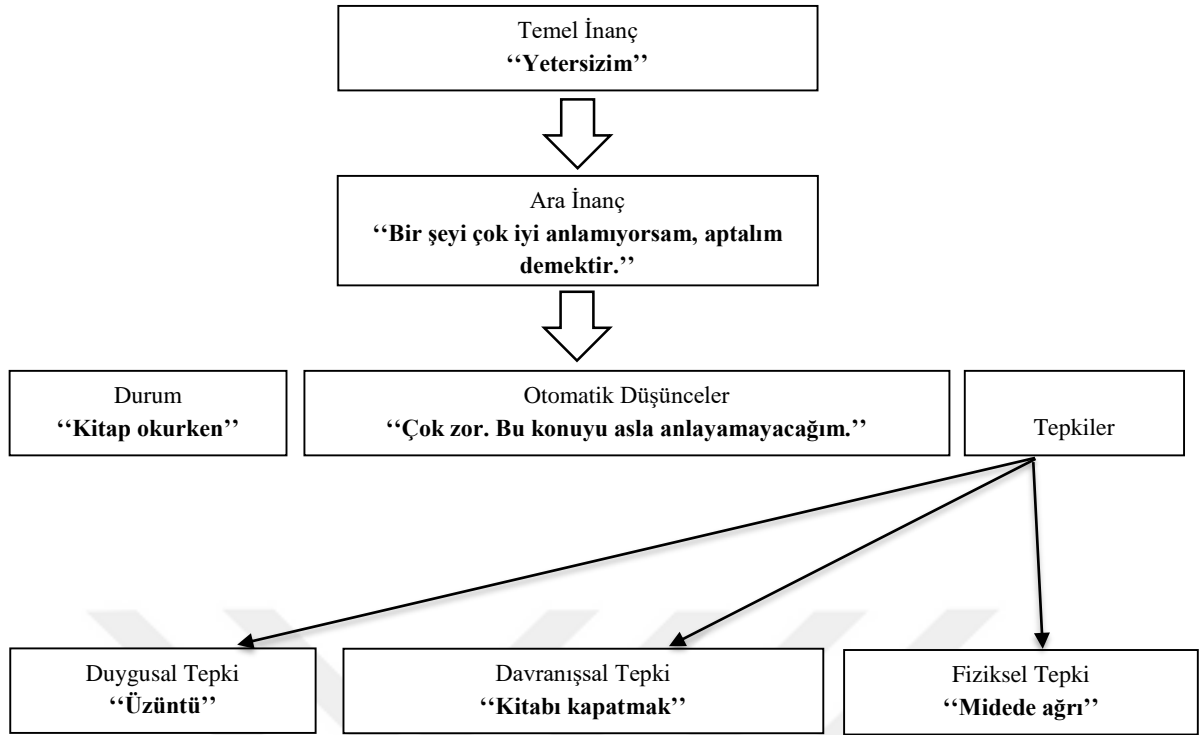 Temel İnanç
‘‘Yetersizim’’
Ara İnanç
‘‘Bir şeyi çok iyi anlamıyorsam, aptalım
demektir.’’
Durum
‘‘Kitap okurken’’
Otomatik Düşünceler
‘‘Çok zor. Bu konuyu asla anlayamayacağım.’’
Tepkiler
Duygusal Tepki
‘‘Üzüntü’’
Davranışsal Tepki
‘‘Kitabı kapatmak’’
Fiziksel Tepki
‘‘Midede ağrı’’